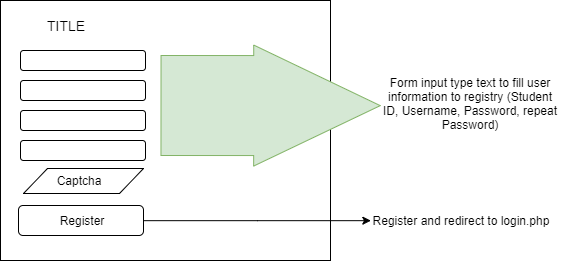 TITLE
Form input type text to fill user
information to registry (Student
ID, Username, Password, repeat
Password)
Captcha
Register
Register and redirect to login.php